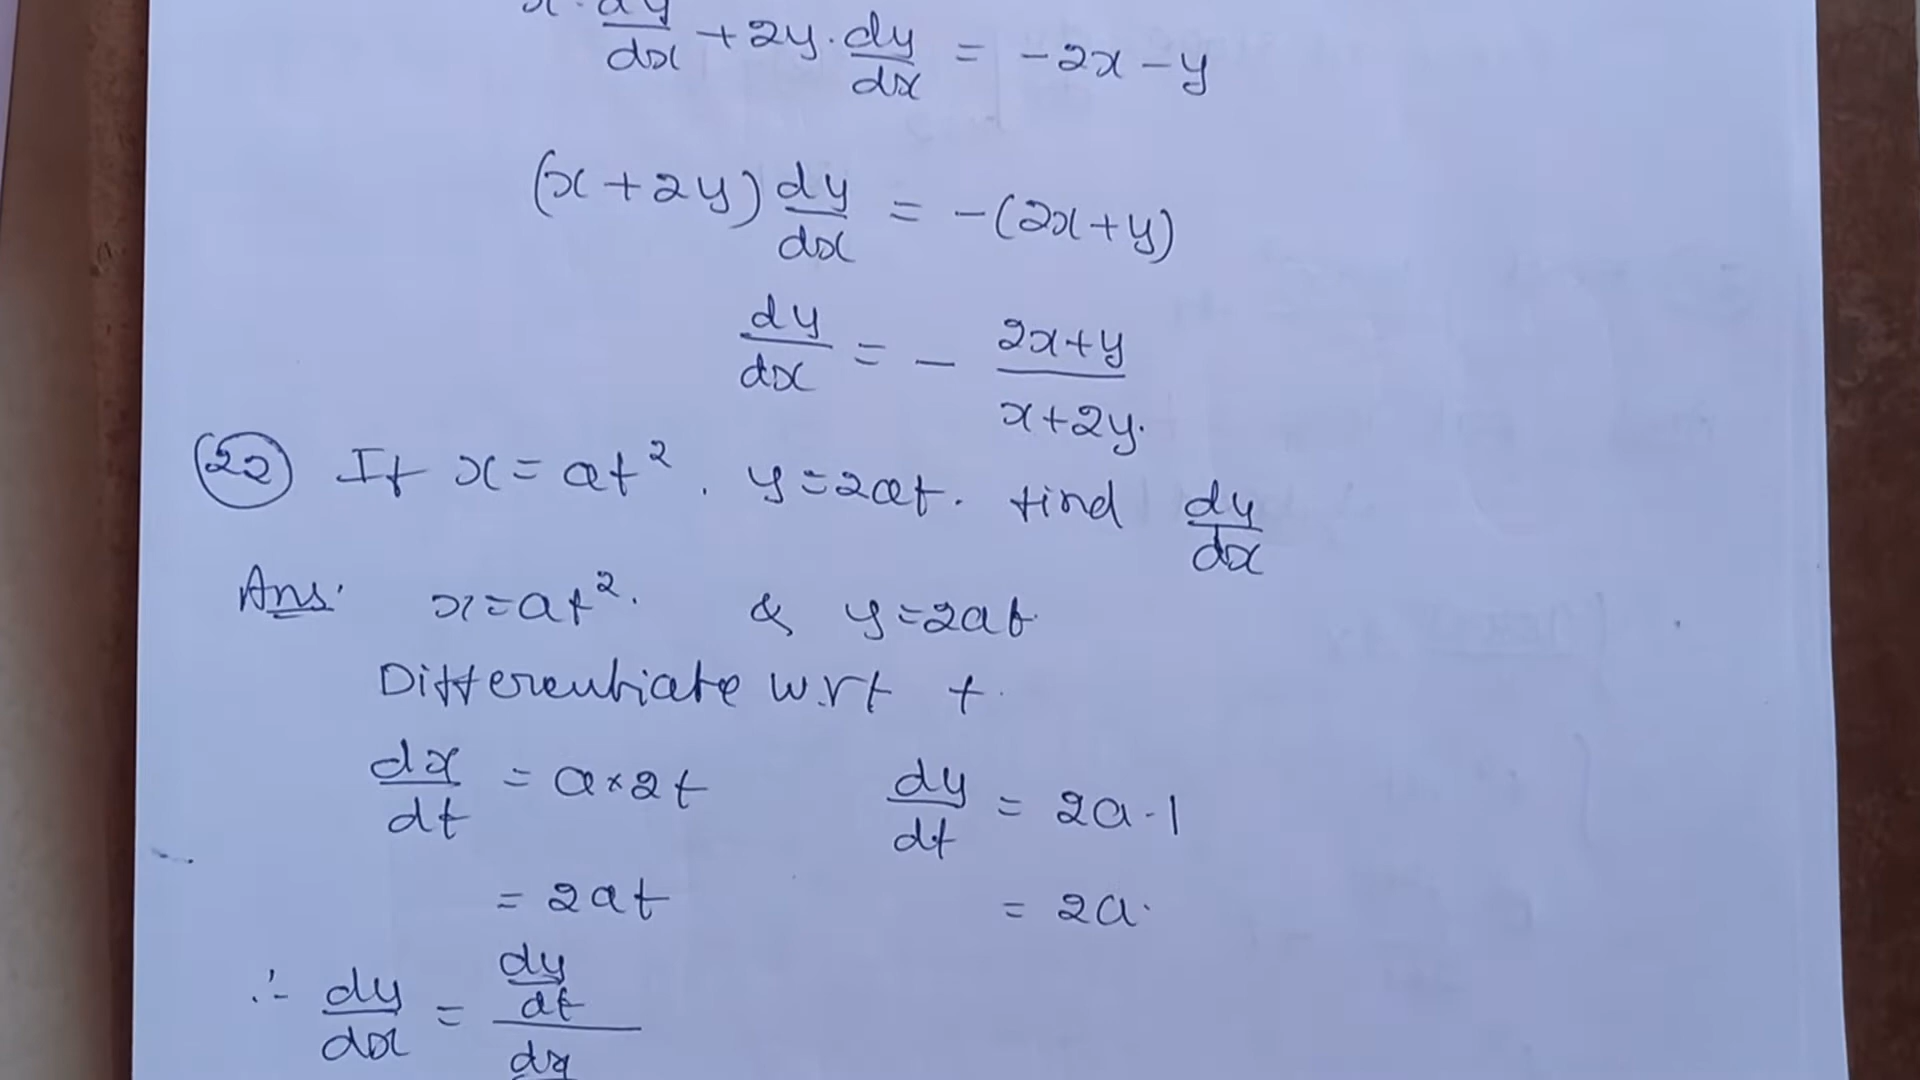 x · dy/dx + 2y · dy/dx = -2x - y
(x + 2y) dy/dx = -(2x + y)
dy/dx = - 2x+y / x+2y.
22 If x = at², y = 2at. find dy/dx
Ans: x = at². & y = 2at.
Differentiate w.r.t t.
dx/dt = a × 2t dy/dt = 2a · 1
= 2at = 2a.
∴ dy/dx = dy/dt / dx